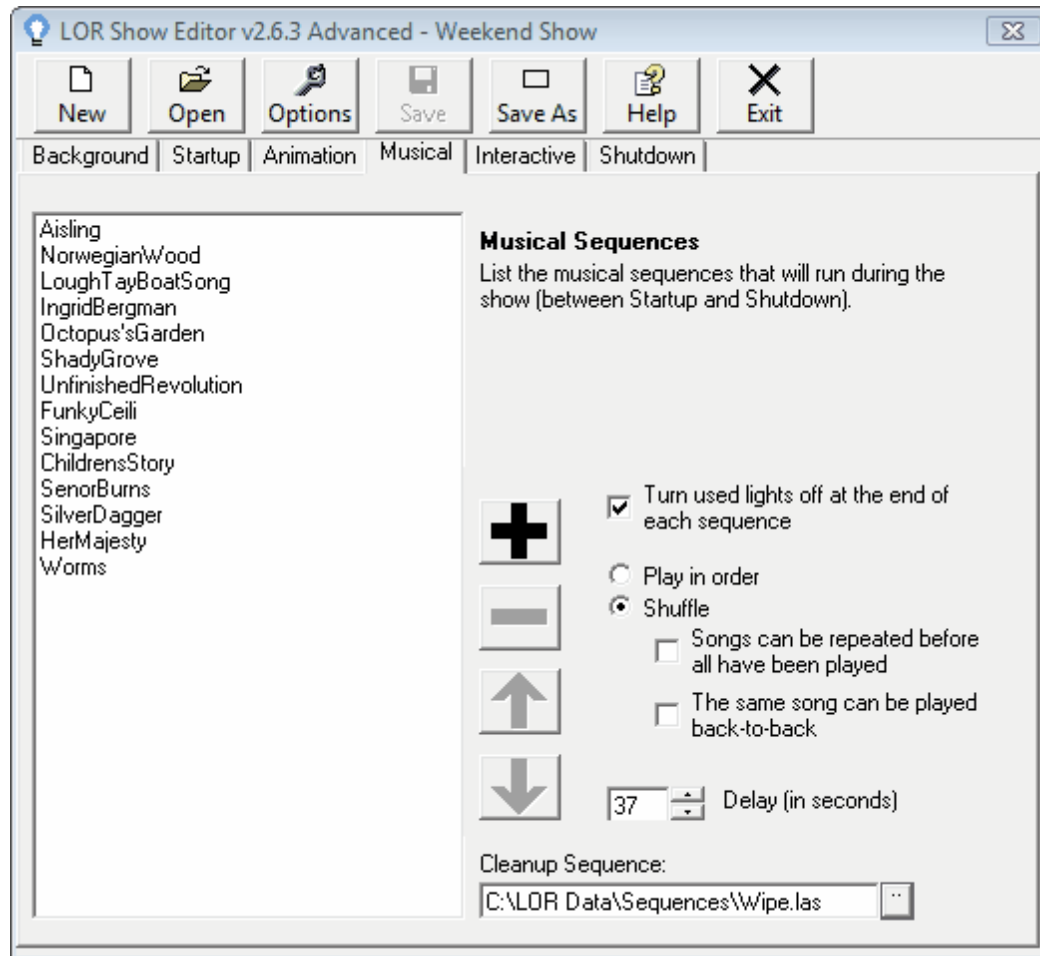 LOR Show Editor v2.6.3 Advanced - Weekend Show
New Open Options Save Save As Help Exit
Background Startup Animation Musical Interactive Shutdown
Aisling
NorwegianWood
LoughTayBoatSong
IngridBergman
Octopus'sGarden
ShadyGrove
UnfinishedRevolution
FunkyCeili
Singapore
ChildrensStory
SenorBurns
SilverDagger
HerMajesty
Worms
Musical Sequences
List the musical sequences that will run during the
show (between Startup and Shutdown).
Turn used lights off at the end of
each sequence
Play in order
Shuffle
Songs can be repeated before
all have been played
The same song can be played
back-to-back
37 Delay (in seconds)
Cleanup Sequence:
C:\LOR Data\Sequences\Wipe.las ..